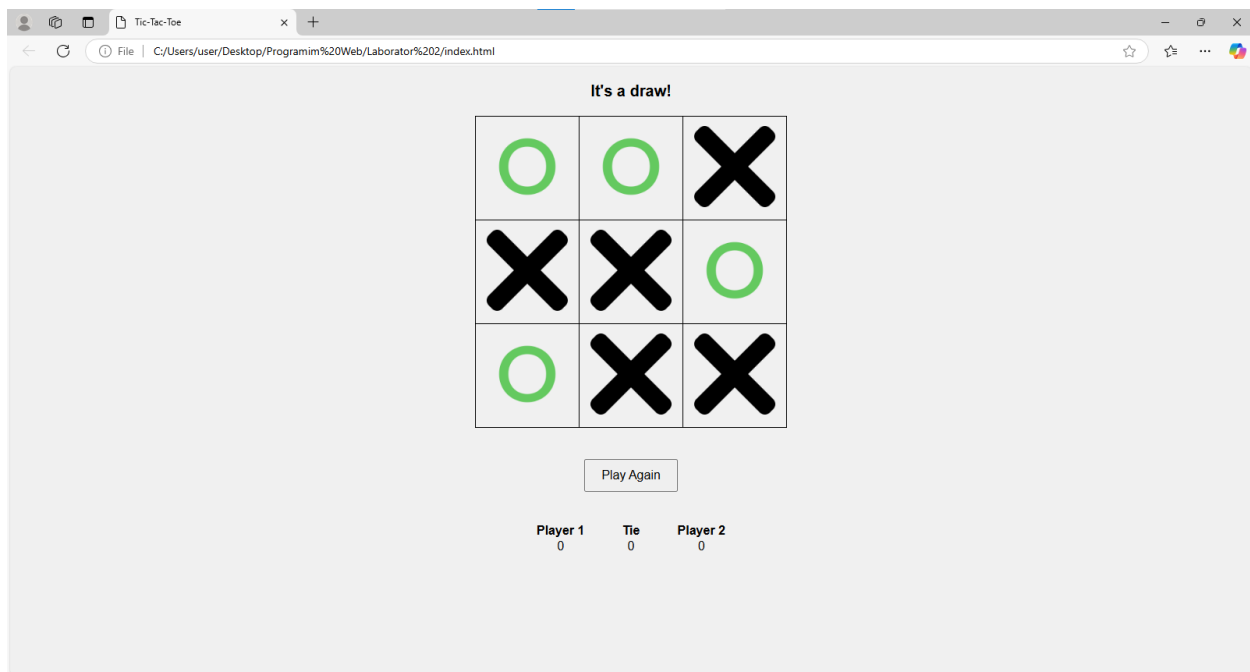 Tic-Tac-Toe
File C:/Users/user/Desktop/Programim%20Web/Laborator%202/index.html
It's a draw!
O O X
X X O
O X X
Play Again
Player 1 Tie Player 2
0 0 0